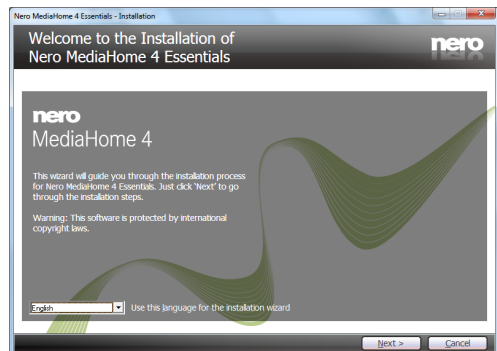 Nero MediaHome 4 Essentials - Installation
Welcome to the Installation of
Nero MediaHome 4 Essentials
nero
nero
MediaHome 4
This wizard will guide you through the installation process
for Nero MediaHome 4 Essentials. Just click 'Next' to go
through the installation steps.
Warning: This software is protected by international
copyright laws.
English
Use this language for the installation wizard
Next >
Cancel